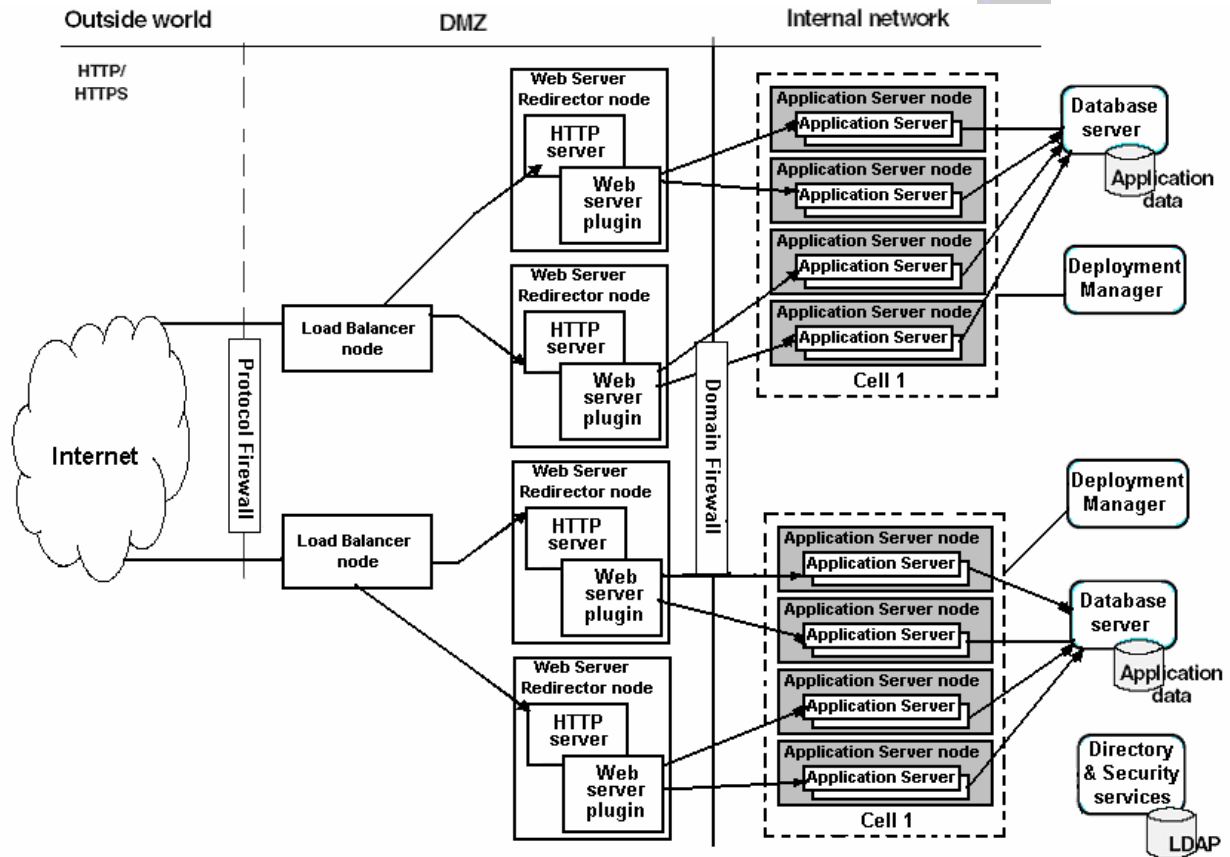 Outside world
DMZ
Internal network
HTTP/
HTTPS
Internet
Protocol Firewall
Load Balancer
node
Load Balancer
node
Web Server
Redirector node
HTTP
server
Web
server
plugin
Web Server
Redirector node
HTTP
server
Web
server
plugin
Web Server
Redirector node
HTTP
server
Web
server
plugin
Web Server
Redirector node
HTTP
server
Web
server
plugin
Domain Firewall
Application Server node
Application Server
Application Server node
Application Server
Application Server node
Application Server
Application Server node
Application Server
Cell 1
Database
server
Application
data
Deployment
Manager
Application Server node
Application Server
Application Server node
Application Server
Application Server node
Application Server
Application Server node
Application Server
Cell 1
Deployment
Manager
Database
server
Application
data
Directory
& Security
services
LDAP